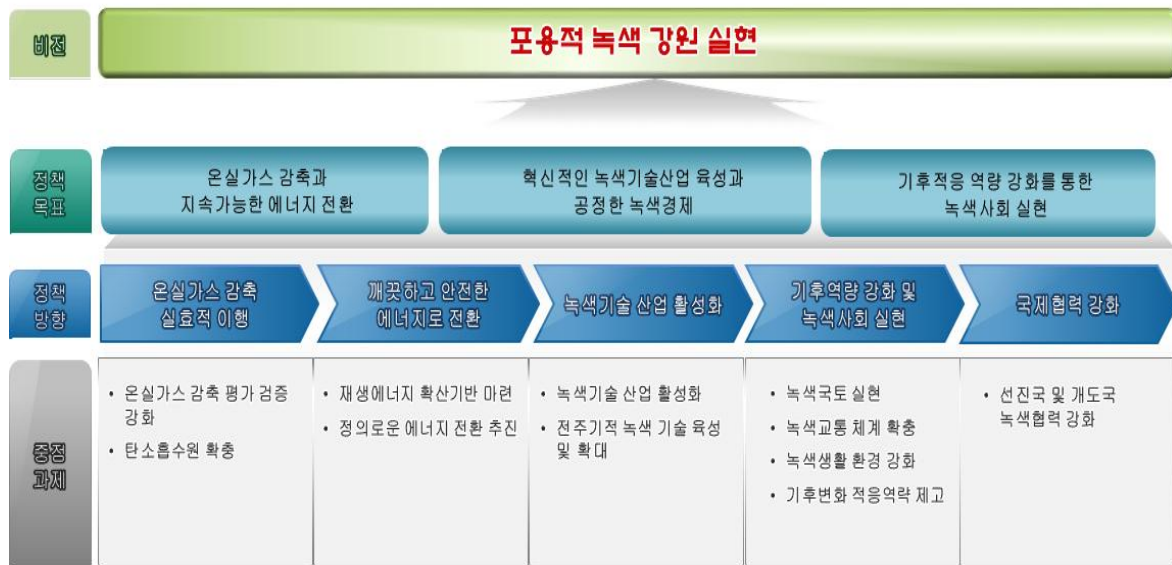 비전
포용적 녹색 강원 실현
정책
목표
온실가스 감축과
지속가능한 에너지 전환
혁신적인 녹색기술산업 육성과
공정한 녹색경제
기후적응 역량 강화를 통한
녹색사회 실현
정책
방향
온실가스 감축
실효적 이행
깨끗하고 안전한
에너지로 전환
녹색기술 산업 활성화
기후역량 강화 및
녹색사회 실현
국제협력 강화
중점
과제
• 온실가스 감축 평가 검증
강화
• 탄소흡수원 확충
• 재생에너지 확산기반 마련
• 정의로운 에너지 전환 추진
• 녹색기술 산업 활성화
• 전주기적 녹색 기술 육성
및 확대
• 녹색국토 실현
• 녹색교통 체계 확충
• 녹색생활 환경 강화
• 기후변화 적응역략 제고
• 선진국 및 개도국
녹색협력 강화